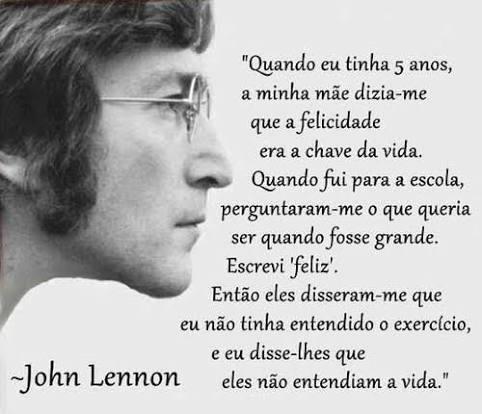 "Quando eu tinha 5 anos,
a minha mãe dizia-me
que a felicidade
era a chave da vida.
Quando fui para a escola,
perguntaram-me o que queria
ser quando fosse grande.
Escrevi 'feliz'.
Então eles disseram-me que
eu não tinha entendido o exercício,
e eu disse-lhes que
eles não entendiam a vida."
~John Lennon